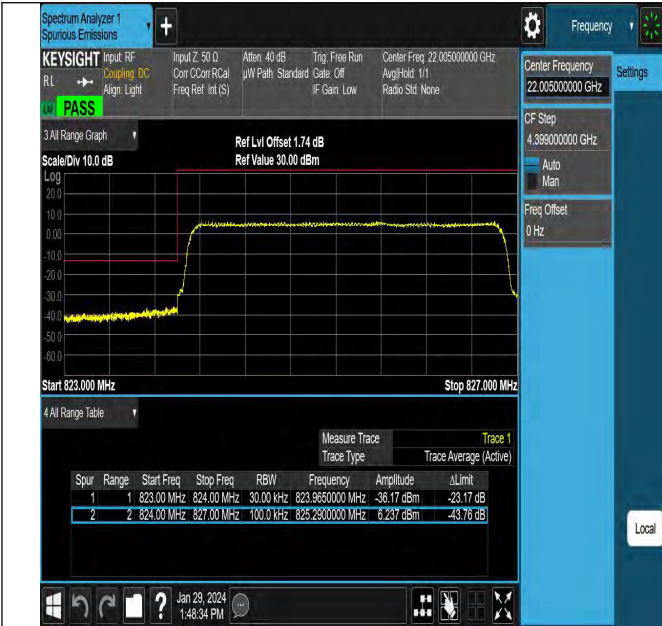 Spectrum Analyzer 1
Spurious Emissions
Frequency
KEYSIGHT
RL
LM PASS
Input: RF
Coupling: DC
Align: Light
Input Z: 50 Ω
Corr CCorr RCal
Freq Ref: Int (S)
Atten: 40 dB
µW Path: Standard
Trig: Free Run
Gate: Off
IF Gain: Low
Center Freq: 22.005000000 GHz
Avg|Hold: 1/1
Radio Std: None
Center Frequency
22.005000000 GHz
Settings
CF Step
4.399000000 GHz
Auto
Man
Freq Offset
0 Hz
3 All Range Graph
Scale/Div 10.0 dB
Ref Lvl Offset 1.74 dB
Ref Value 30.00 dBm
Log
20.0
10.0
0.00
-10.0
-20.0
-30.0
-40.0
-50.0
-60.0
Start 823.000 MHz
Stop 827.000 MHz
4 All Range Table
Measure Trace Trace 1
Trace Type Trace Average (Active)
Spur Range Start Freq Stop Freq RBW Frequency Amplitude ΔLimit
1 1 823.00 MHz 824.00 MHz 30.00 kHz 823.9650000 MHz -36.17 dBm -23.17 dB
2 2 824.00 MHz 827.00 MHz 100.0 kHz 825.2900000 MHz 6.237 dBm -43.76 dB
Local
Jan 29, 2024
1:48:34 PM